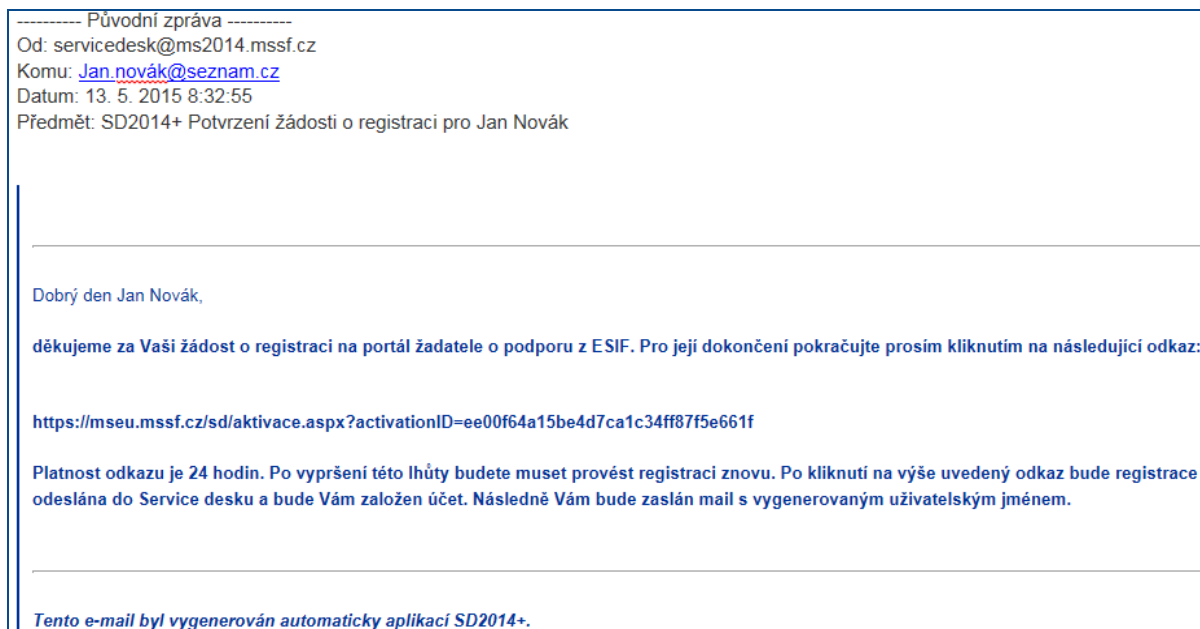 ---------- Původní zpráva ----------
Od: servicedesk@ms2014.mssf.cz
Komu: Jan.novák@seznam.cz
Datum: 13. 5. 2015 8:32:55
Předmět: SD2014+ Potvrzení žádosti o registraci pro Jan Novák
Dobrý den Jan Novák,
děkujeme za Vaši žádost o registraci na portál žadatele o podporu z ESIF. Pro její dokončení pokračujte prosím kliknutím na následující odkaz:
https://mseu.mssf.cz/sd/aktivace.aspx?activationID=ee00f64a15be4d7ca1c34ff87f5e661f
Platnost odkazu je 24 hodin. Po vypršení této lhůty budete muset provést registraci znovu. Po kliknutí na výše uvedený odkaz bude registrace
odeslána do Service desku a bude Vám založen účet. Následně Vám bude zaslán mail s vygenerovaným uživatelským jménem.
Tento e-mail byl vygenerován automaticky aplikací SD2014+.